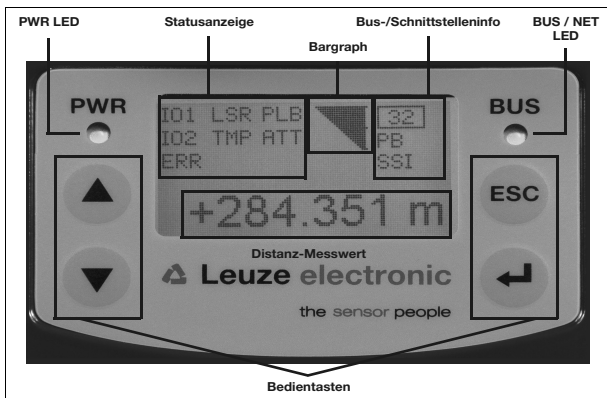 PWR LED
Statusanzeige
Bus-/Schnittstelleninfo
BUS / NET
LED
Bargraph
PWR
BUS
IO1 LSR PLB
IO2 TMP ATT
ERR
32
PB
SSI
ESC
+284.351 m
Distanz-Messwert
Leuze electronic
the sensor people
Bedientasten